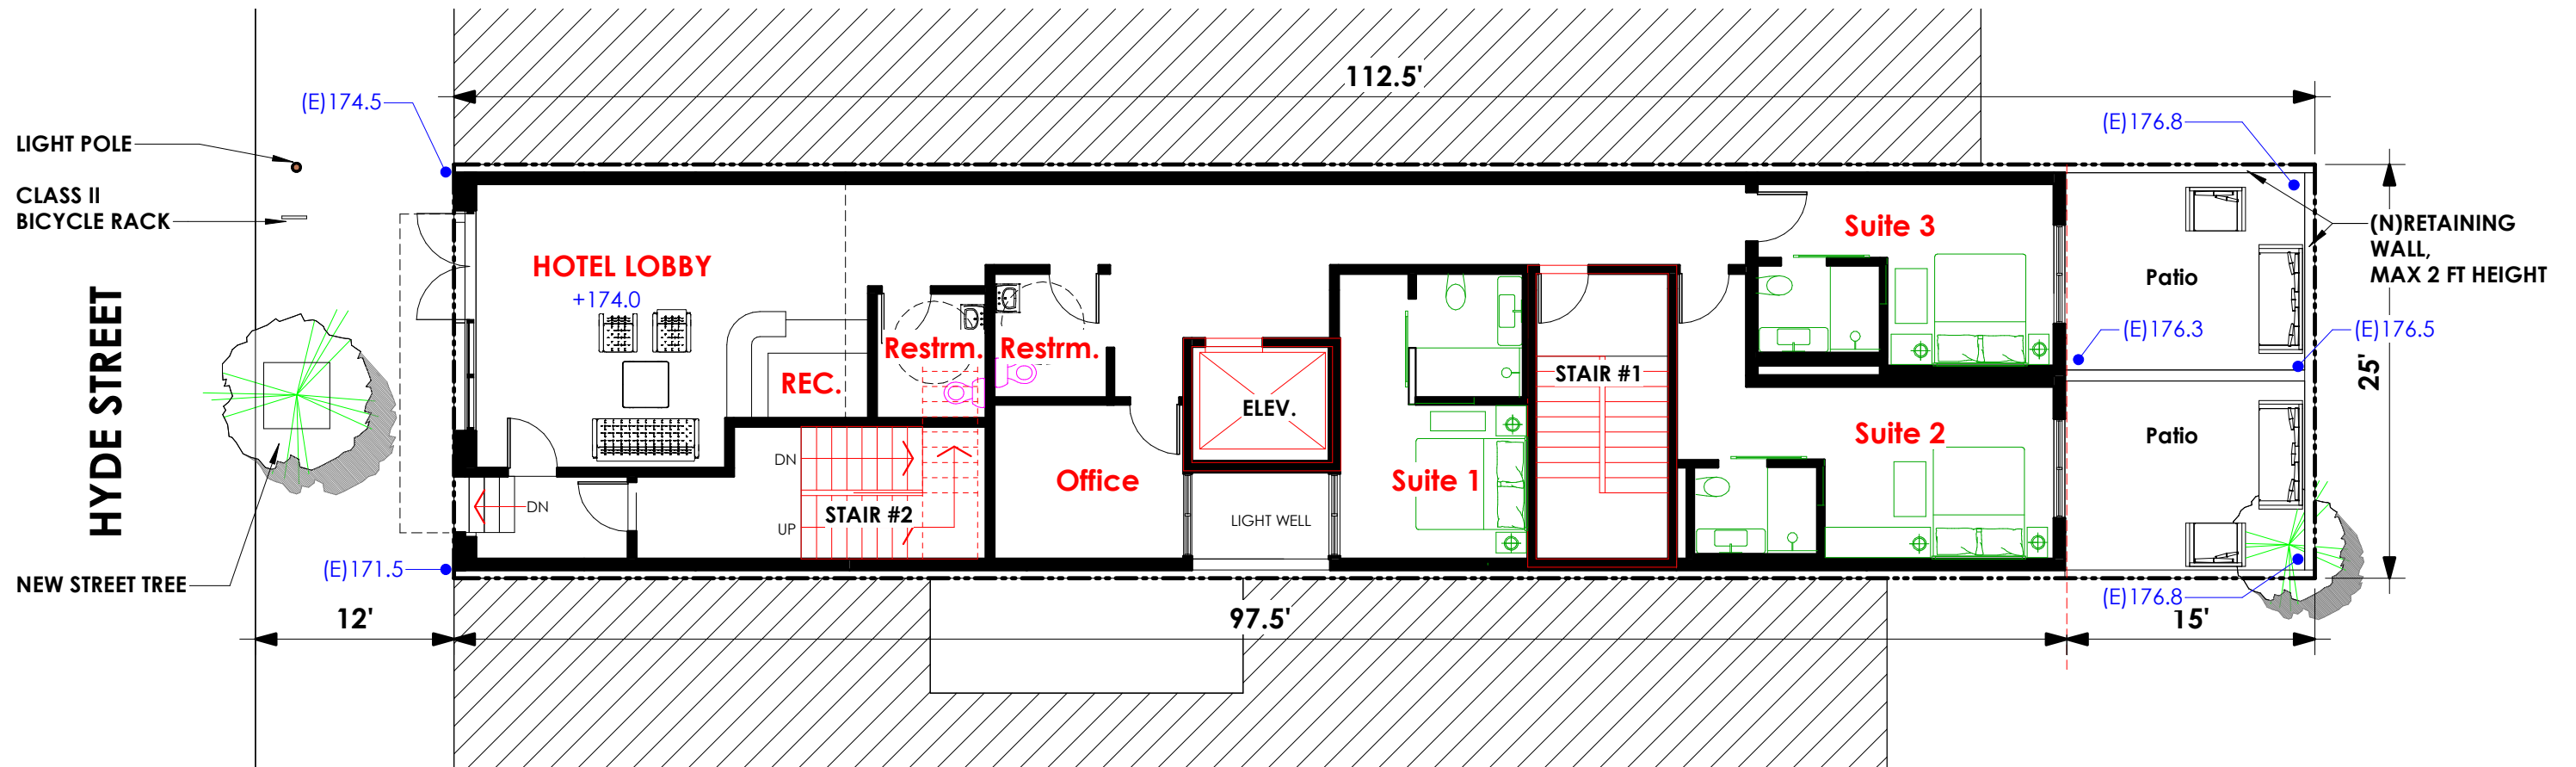 112.5'
(E)174.5
(E)176.8
LIGHT POLE
CLASS II
BICYCLE RACK
HYDE STREET
NEW STREET TREE
HOTEL LOBBY
+174.0
REC.
Restrm.
Restrm.
DN
UP
STAIR #2
DN
(E)171.5
Office
ELEV.
LIGHT WELL
Suite 1
STAIR #1
Suite 3
Suite 2
Patio
Patio
(N)RETAINING
WALL,
MAX 2 FT HEIGHT
(E)176.3
(E)176.5
25'
(E)176.8
12'
97.5'
15'